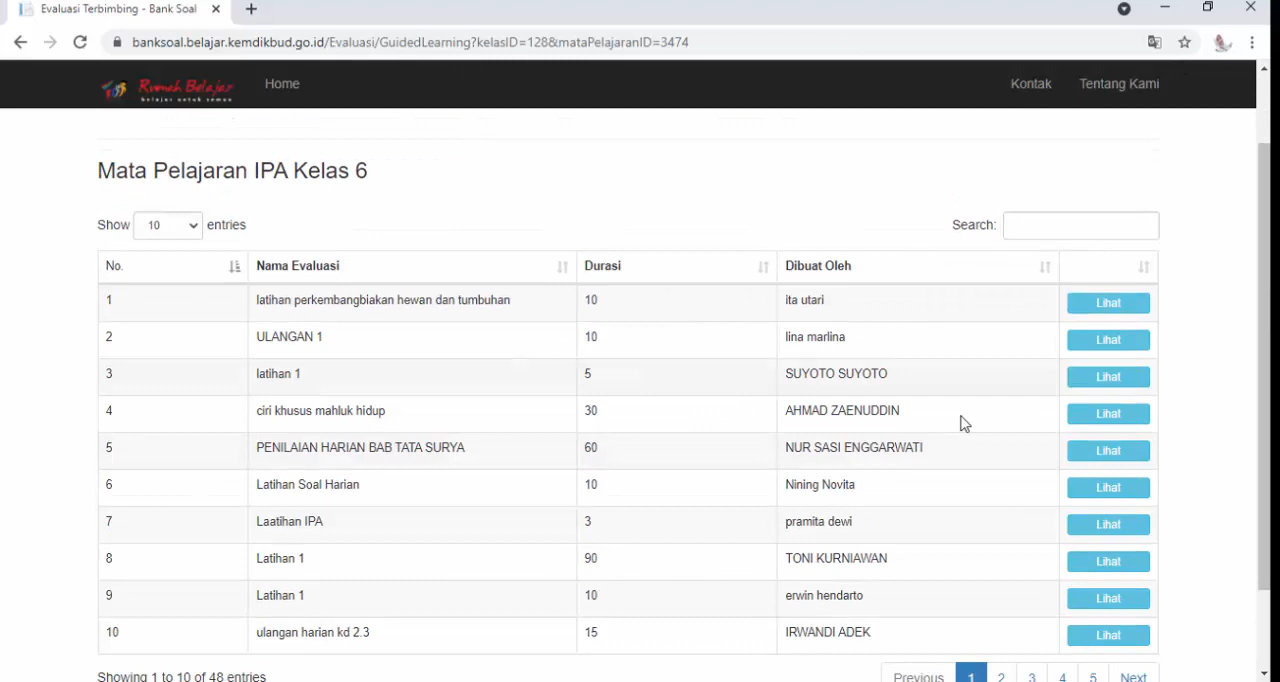 Evaluasi Terbimbing - Bank Soal
banksoal.belajar.kemdikbud.go.id/Evaluasi/GuidedLearning?kelasID=128&mataPelajaranID=3474
Rumah Belajar
belajar untuk semua
Home
Kontak
Tentang Kami
Mata Pelajaran IPA Kelas 6
Show 10 entries
Search:
No. Nama Evaluasi Durasi Dibuat Oleh
1 latihan perkembangbiakan hewan dan tumbuhan 10 ita utari Lihat
2 ULANGAN 1 10 lina marlina Lihat
3 latihan 1 5 SUYOTO SUYOTO Lihat
4 ciri khusus mahluk hidup 30 AHMAD ZAENUDDIN Lihat
5 PENILAIAN HARIAN BAB TATA SURYA 60 NUR SASI ENGGARWATI Lihat
6 Latihan Soal Harian 10 Nining Novita Lihat
7 Laatihan IPA 3 pramita dewi Lihat
8 Latihan 1 90 TONI KURNIAWAN Lihat
9 Latihan 1 10 erwin hendarto Lihat
10 ulangan harian kd 2.3 15 IRWANDI ADEK Lihat
Showing 1 to 10 of 48 entries
Previous 1 2 3 4 5 Next